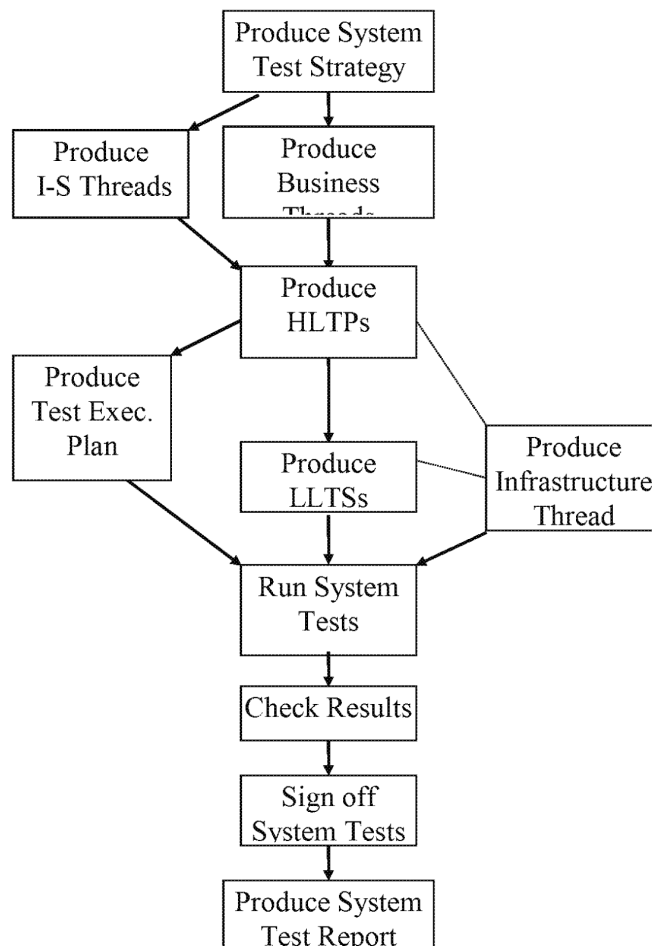 Produce System
Test Strategy
Produce
I-S Threads
Produce
Business
Threads
Produce
HLTPs
Produce
Test Exec.
Plan
Produce
LLTSs
Produce
Infrastructure
Thread
Run System
Tests
Check Results
Sign off
System Tests
Produce System
Test Report